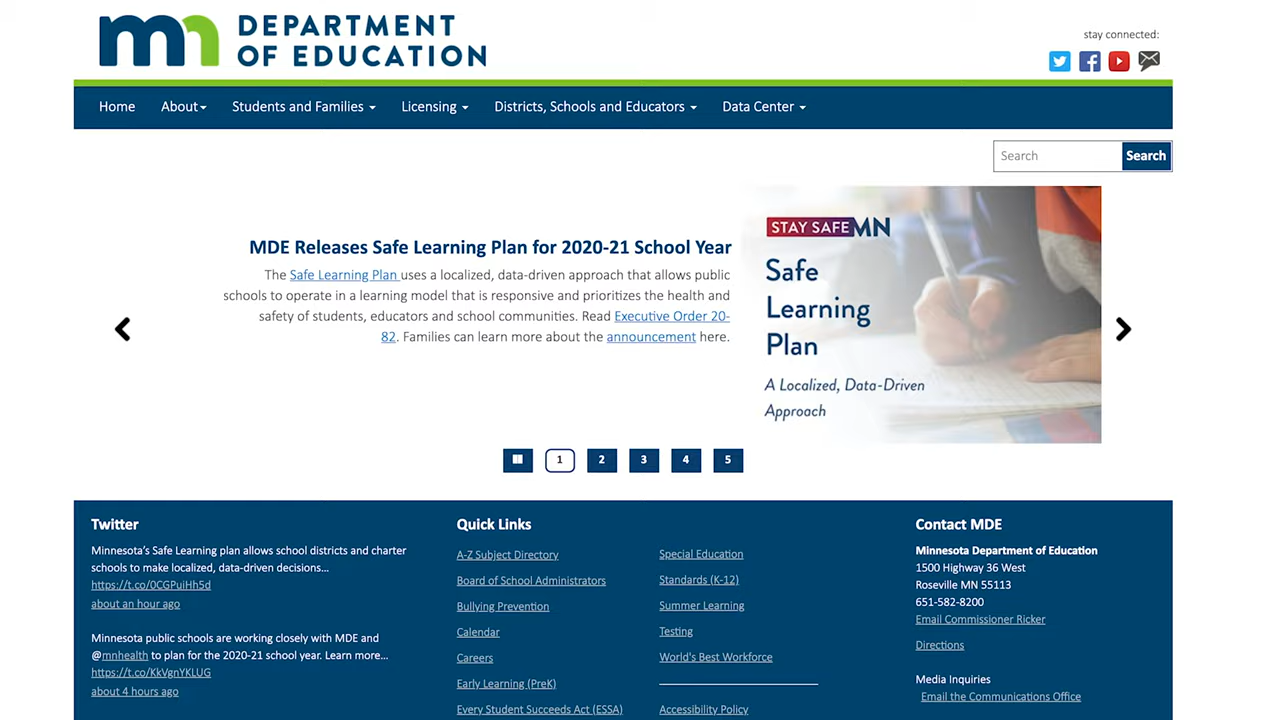 mn DEPARTMENT
OF EDUCATION
stay connected:
Home About Students and Families Licensing Districts, Schools and Educators Data Center
Search Search
MDE Releases Safe Learning Plan for 2020-21 School Year
The Safe Learning Plan uses a localized, data-driven approach that allows public
schools to operate in a learning model that is responsive and prioritizes the health and
safety of students, educators and school communities. Read Executive Order 20-
82. Families can learn more about the announcement here.
STAY SAFE MN
Safe
Learning
Plan
A Localized, Data-Driven
Approach
1 2 3 4 5
Twitter
Minnesota's Safe Learning plan allows school districts and charter
schools to make localized, data-driven decisions...
https://t.co/0CGPuiHh5d
about an hour ago
Minnesota public schools are working closely with MDE and
@mnhealth to plan for the 2020-21 school year. Learn more...
https://t.co/KkVgnYKLUG
about 4 hours ago
Quick Links
A-Z Subject Directory
Board of School Administrators
Bullying Prevention
Calendar
Careers
Early Learning (PreK)
Every Student Succeeds Act (ESSA)
Special Education
Standards (K-12)
Summer Learning
Testing
World's Best Workforce
Accessibility Policy
Contact MDE
Minnesota Department of Education
1500 Highway 36 West
Roseville MN 55113
651-582-8200
Email Commissioner Ricker
Directions
Media Inquiries
Email the Communications Office